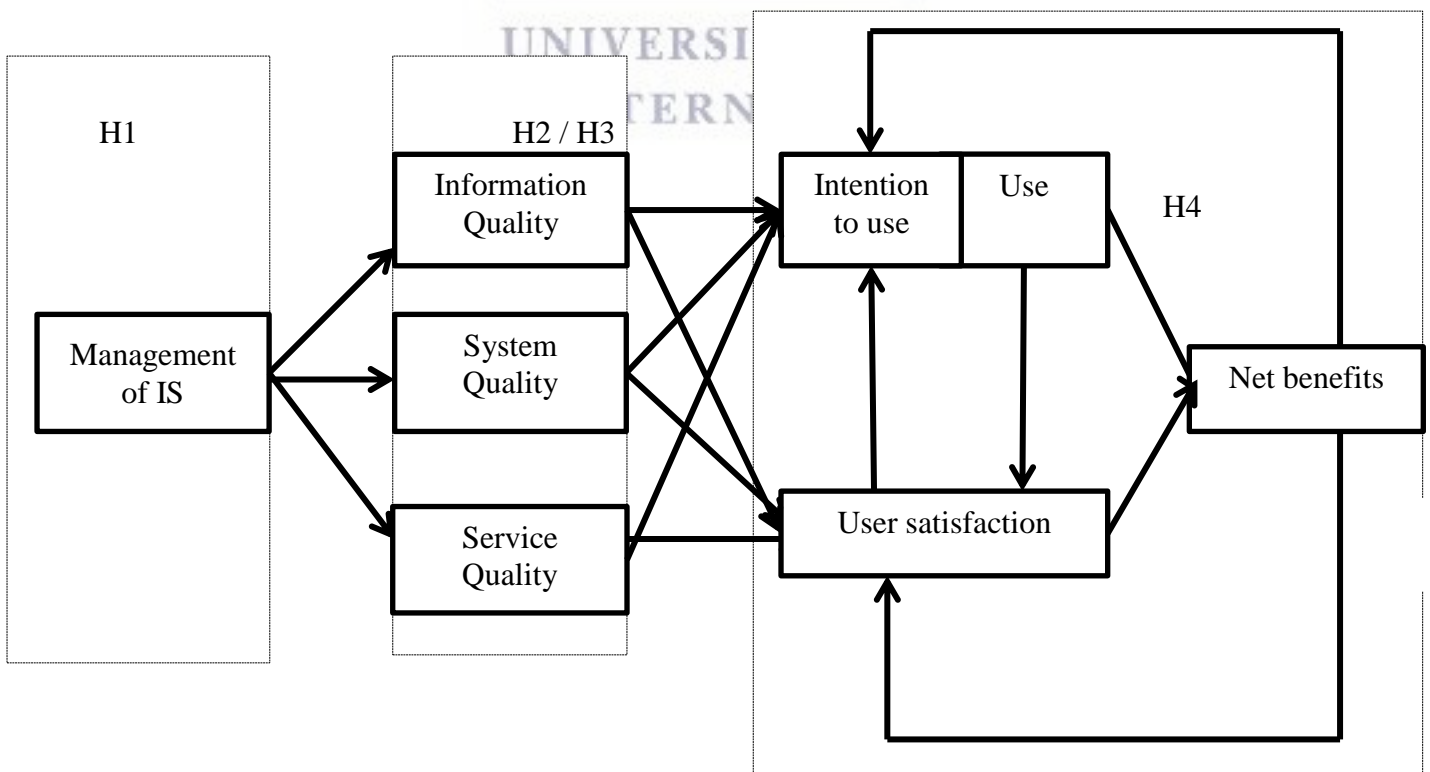 UNIVERSI
TERN
H1
H2 / H3
Information
Quality
Intention
to use
Use
H4
Management
of IS
System
Quality
Net benefits
User satisfaction
Service
Quality